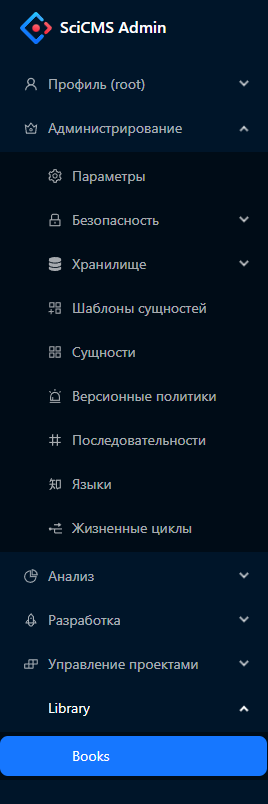 SciCMS Admin
Профиль (root)
Администрирование
Параметры
Безопасность
Хранилище
Шаблоны сущностей
Сущности
Версионные политики
Последовательности
Языки
Жизненные циклы
Анализ
Разработка
Управление проектами
Library
Books